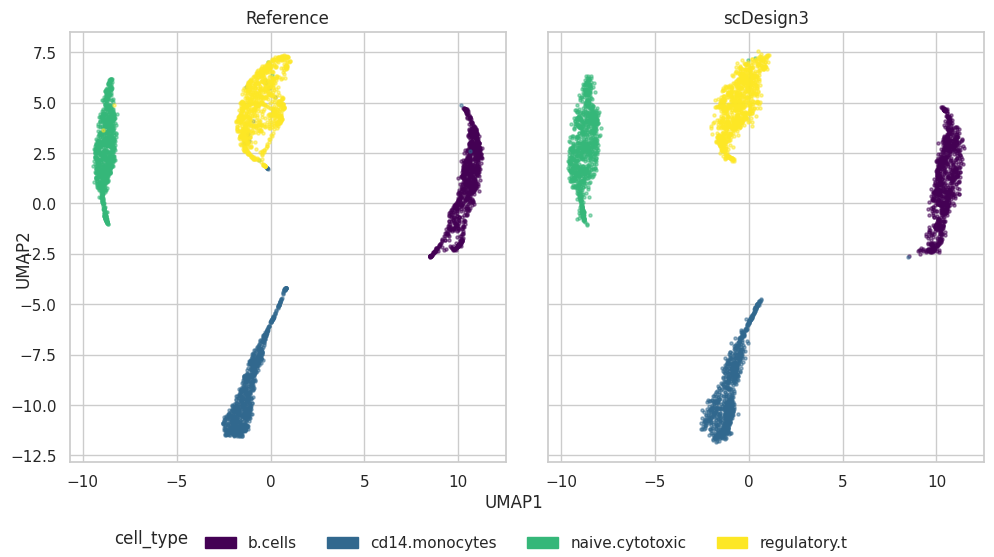 Reference
scDesign3
7.5
5.0
2.5
0.0
−2.5
−5.0
−7.5
−10.0
−12.5
UMAP2
−10
−5
0
5
10
−10
−5
0
5
10
UMAP1
cell_type
b.cells
cd14.monocytes
naive.cytotoxic
regulatory.t